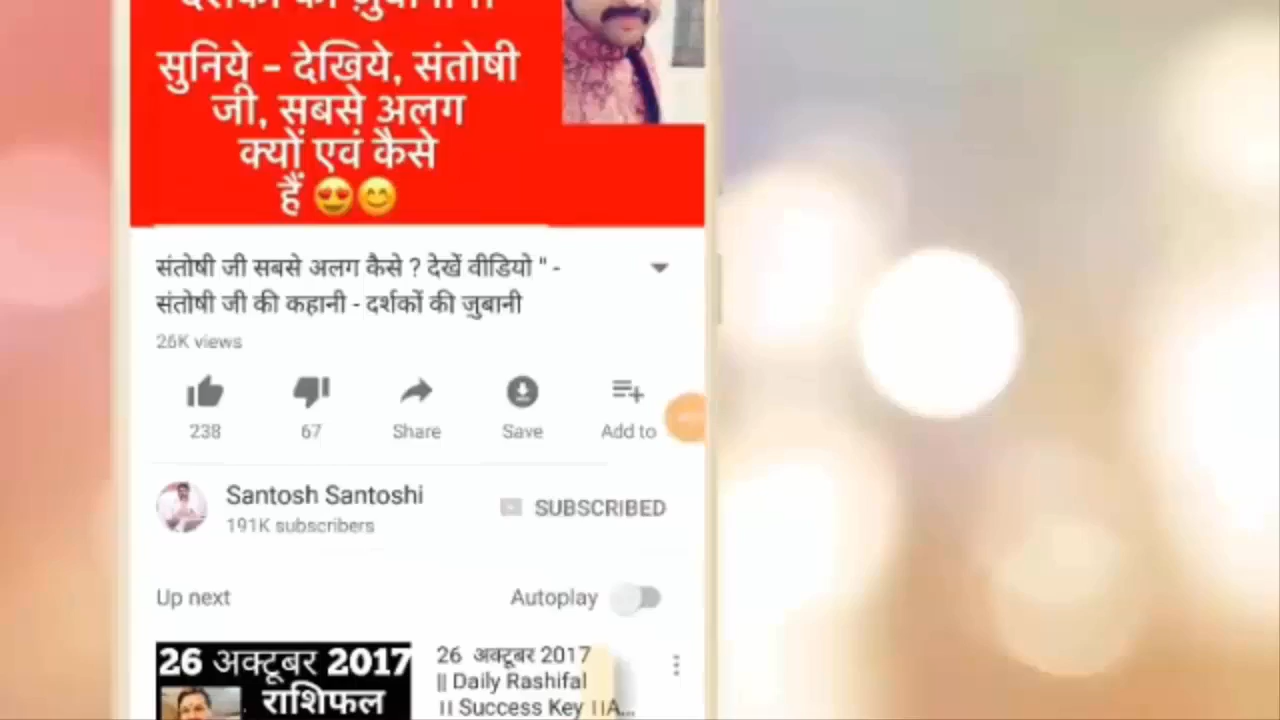 सुनिये - देखिये, संतोषी
जी, सबसे अलग
क्यों एवं कैसे
हैं 😍😊
संतोषी जी सबसे अलग कैसे ? देखें वीडियो " -
संतोषी जी की कहानी - दर्शकों की जुबानी
26K views
238
67
Share
Save
Add to
Santosh Santoshi
191K subscribers
SUBSCRIBED
Up next
Autoplay
26 अक्टूबर 2017
राशिफल
26 अक्टूबर 2017
|| Daily Rashifal
।। Success Key ।।A...